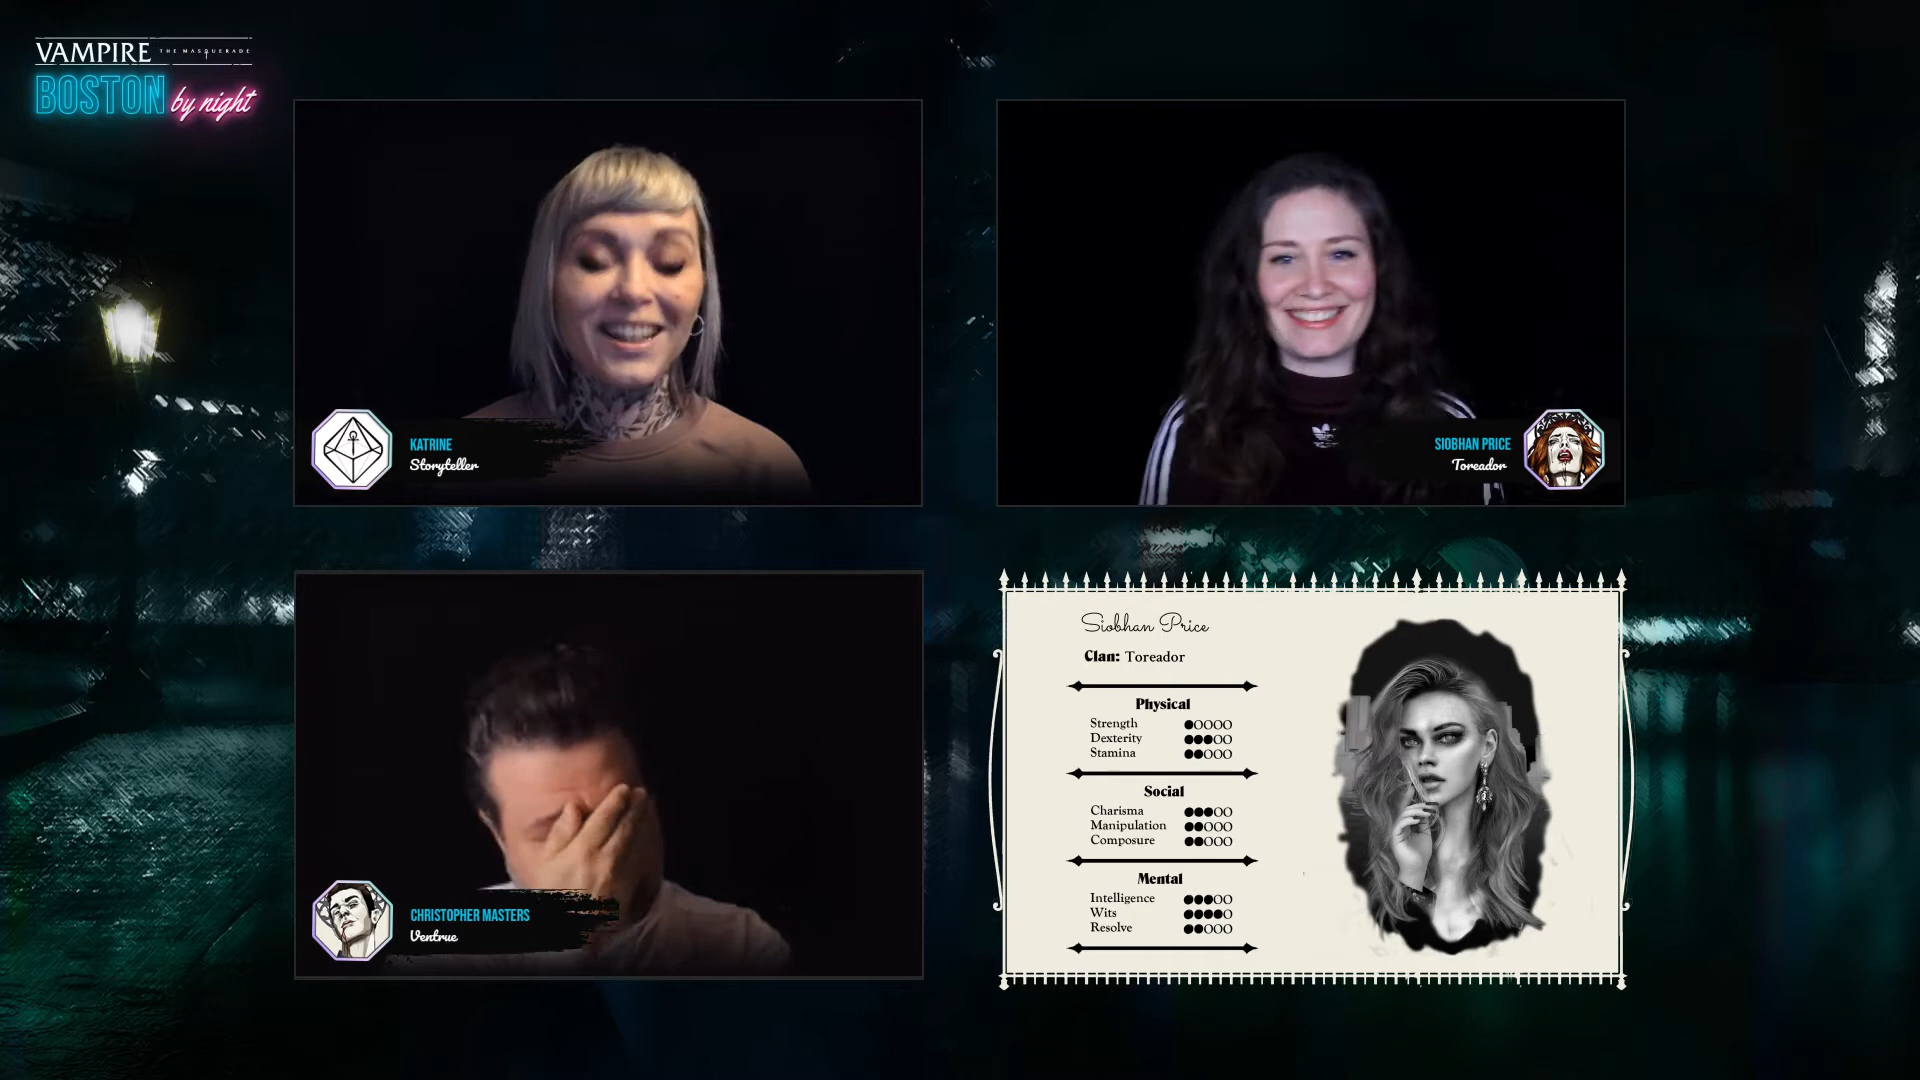 VAMPIRE THE MASQUERADE
BOSTON by night
KATRINE
Storyteller
SIOBHAN PRICE
Toreador
CHRISTOPHER MASTERS
Ventrue
Siobhan Price
Clan: Toreador
Physical
Strength
Dexterity
Stamina
Social
Charisma
Manipulation
Composure
Mental
Intelligence
Wits
Resolve